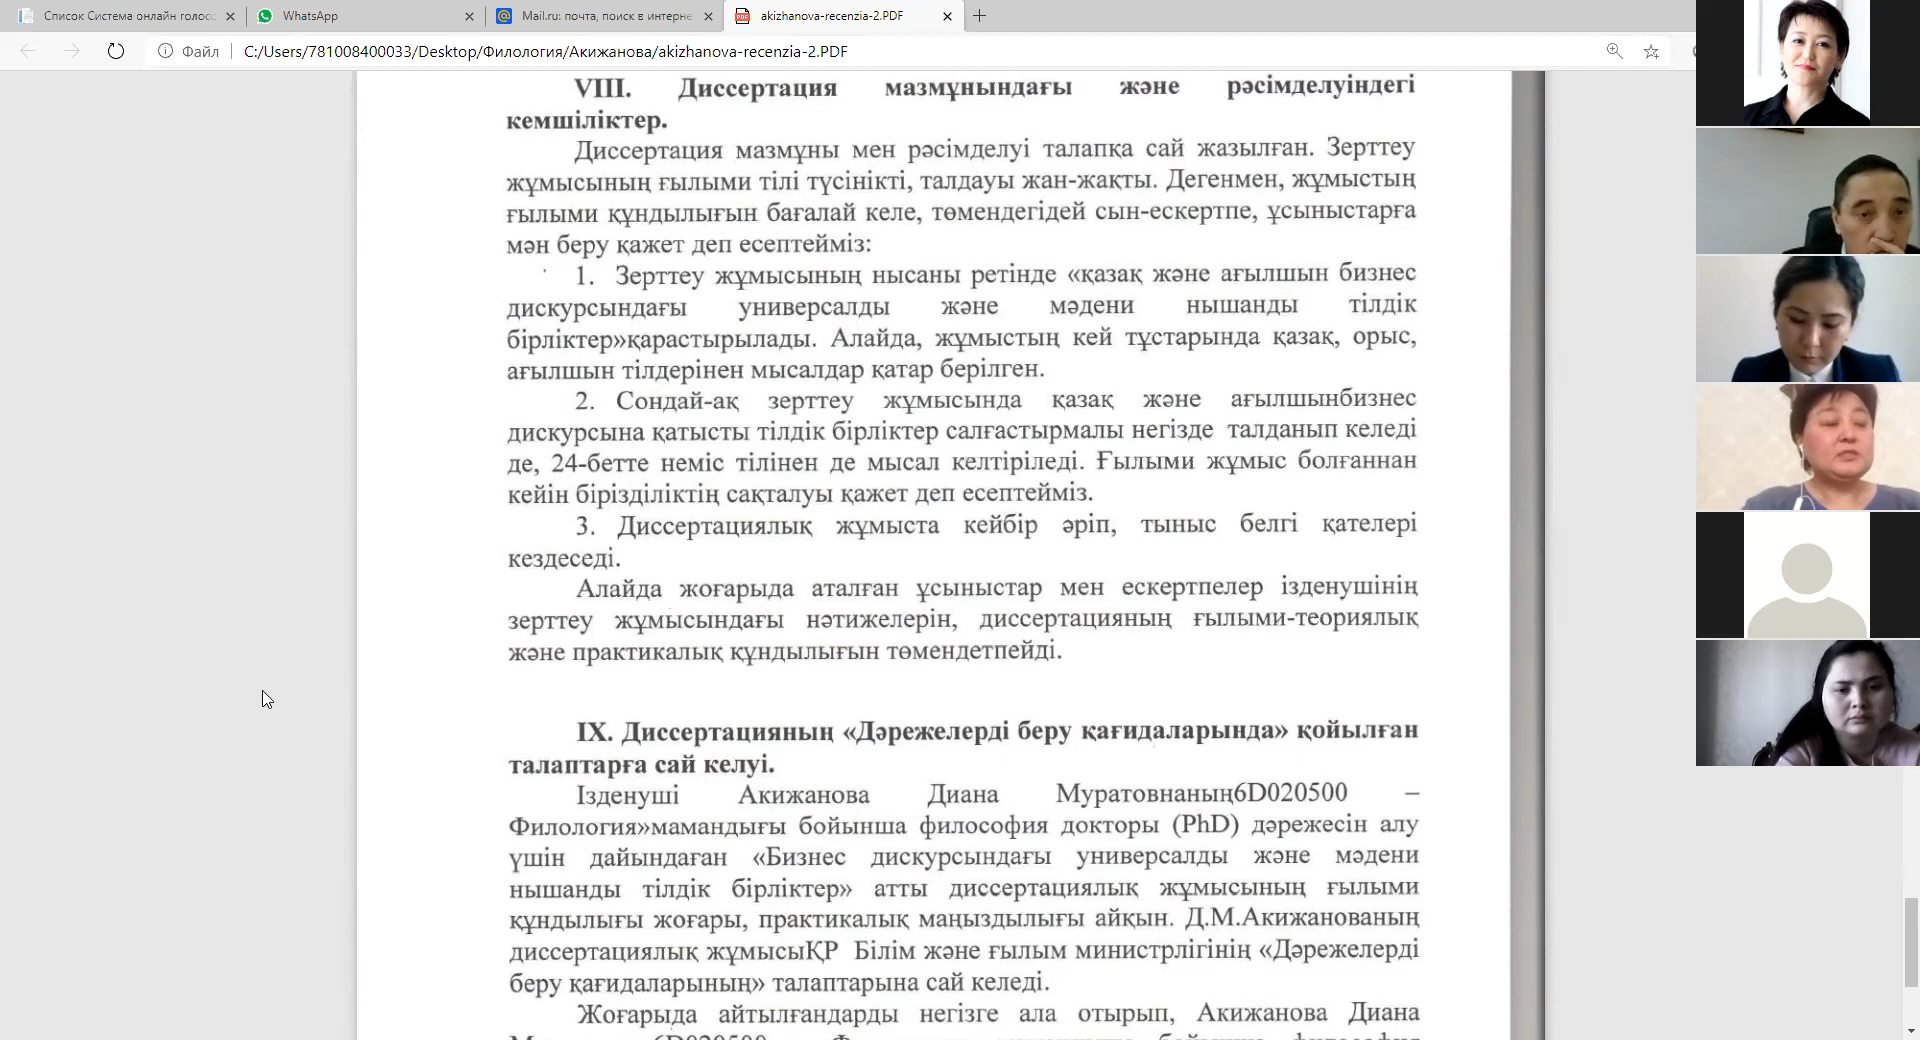 Список Система онлайн голосо
WhatsApp
Mail.ru: почта, поиск в интерне
akizhanova-recenzia-2.PDF
Файл
C:/Users/781008400033/Desktop/Филология/Акижанова/akizhanova-recenzia-2.PDF
VIII. Диссертация мазмұнындағы және рәсімделуіндегі
кемшіліктер.
Диссертация мазмұны мен рәсімделуі талапқа сай жазылған. Зерттеу
жұмысының ғылыми тілі түсінікті, талдауы жан-жақты. Дегенмен, жұмыстың
ғылыми құндылығын бағалай келе, төмендегідей сын-ескертпе, ұсыныстарға
мән беру қажет деп есептейміз:
1. Зерттеу жұмысының нысаны ретінде «қазақ және ағылшын бизнес
дискурсындағы универсалды және мәдени нышанды тілдік
бірліктер»қарастырылады. Алайда, жұмыстың кей тұстарында қазақ, орыс,
ағылшын тілдерінен мысалдар қатар берілген.
2. Сондай-ақ зерттеу жұмысында қазақ және ағылшынбизнес
дискурсына қатысты тілдік бірліктер салғастырмалы негізде талданып келеді
де, 24-бетте неміс тілінен де мысал келтіріледі. Ғылыми жұмыс болғаннан
кейін бірізділіктің сақталуы қажет деп есептейміз.
3. Диссертациялық жұмыста кейбір әріп, тыныс белгі қателері
кездеседі.
Алайда жоғарыда аталған ұсыныстар мен ескертпелер ізденушінің
зерттеу жұмысындағы нәтижелерін, диссертацияның ғылыми-теориялық
және практикалық құндылығын төмендетпейді.
IX. Диссертацияның «Дәрежелерді беру қағидаларында» қойылған
талаптарға сай келуі.
Ізденуші Акижанова Диана Муратовнаның6D020500 –
Филология»мамандығы бойынша философия докторы (PhD) дәрежесін алу
үшін дайындаған «Бизнес дискурсындағы универсалды және мәдени
нышанды тілдік бірліктер» атты диссертациялық жұмысының ғылыми
құндылығы жоғары, практикалық маңыздылығы айқын. Д.М.Акижанованың
диссертациялық жұмысыҚР Білім және ғылым министрлігінің «Дәрежелерді
беру қағидаларының» талаптарына сай келеді.
Жоғарыда айтылғандарды негізге ала отырып, Акижанова Диана